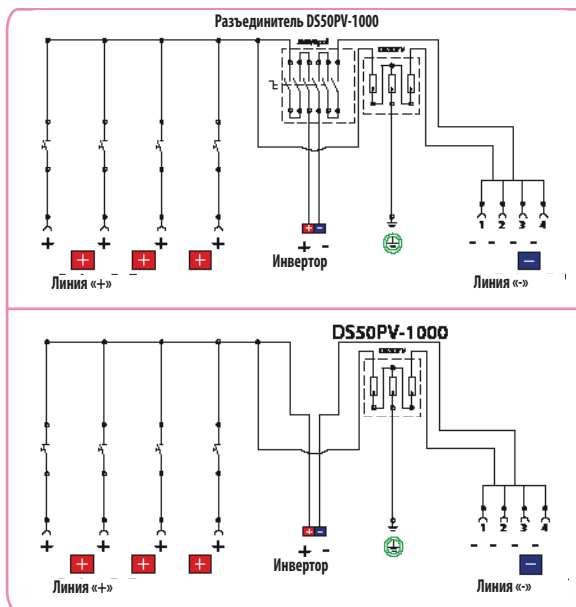 Разъединитель DS50PV-1000
+ + + + + - 1 2 3 4
+ + + + - - - - -
Инвертор
Линия «+» Линия «-»
DS50PV-1000
+ + + + + - 1 2 3 4
+ + + + - - - - -
Инвертор
Линия «+» Линия «-»